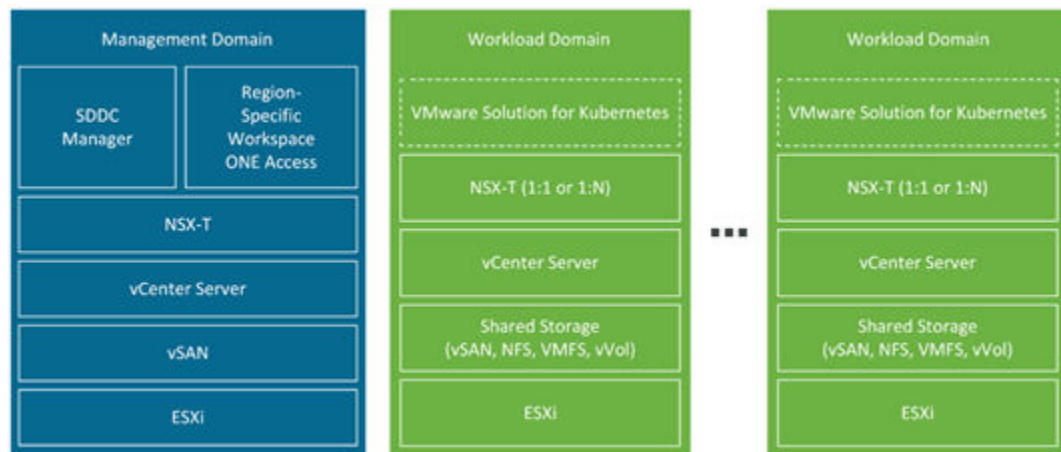 Management Domain
SDDC
Manager
Region-
Specific
Workspace
ONE Access
NSX-T
vCenter Server
vSAN
ESXi
Workload Domain
VMware Solution for Kubernetes
NSX-T (1:1 or 1:N)
vCenter Server
Shared Storage
(vSAN, NFS, VMFS, vVol)
ESXi
...
Workload Domain
VMware Solution for Kubernetes
NSX-T (1:1 or 1:N)
vCenter Server
Shared Storage
(vSAN, NFS, VMFS, vVol)
ESXi